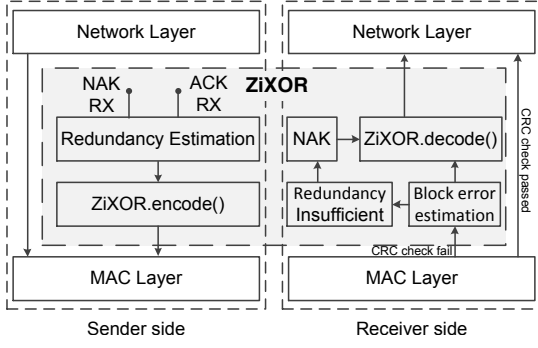 Network Layer
Network Layer
NAK
RX
ACK
RX
ZiXOR
Redundancy Estimation
NAK
ZiXOR.decode()
CRC check passed
ZiXOR.encode()
Redundancy
Insufficient
Block error
estimation
CRC check fail
MAC Layer
MAC Layer
Sender side
Receiver side